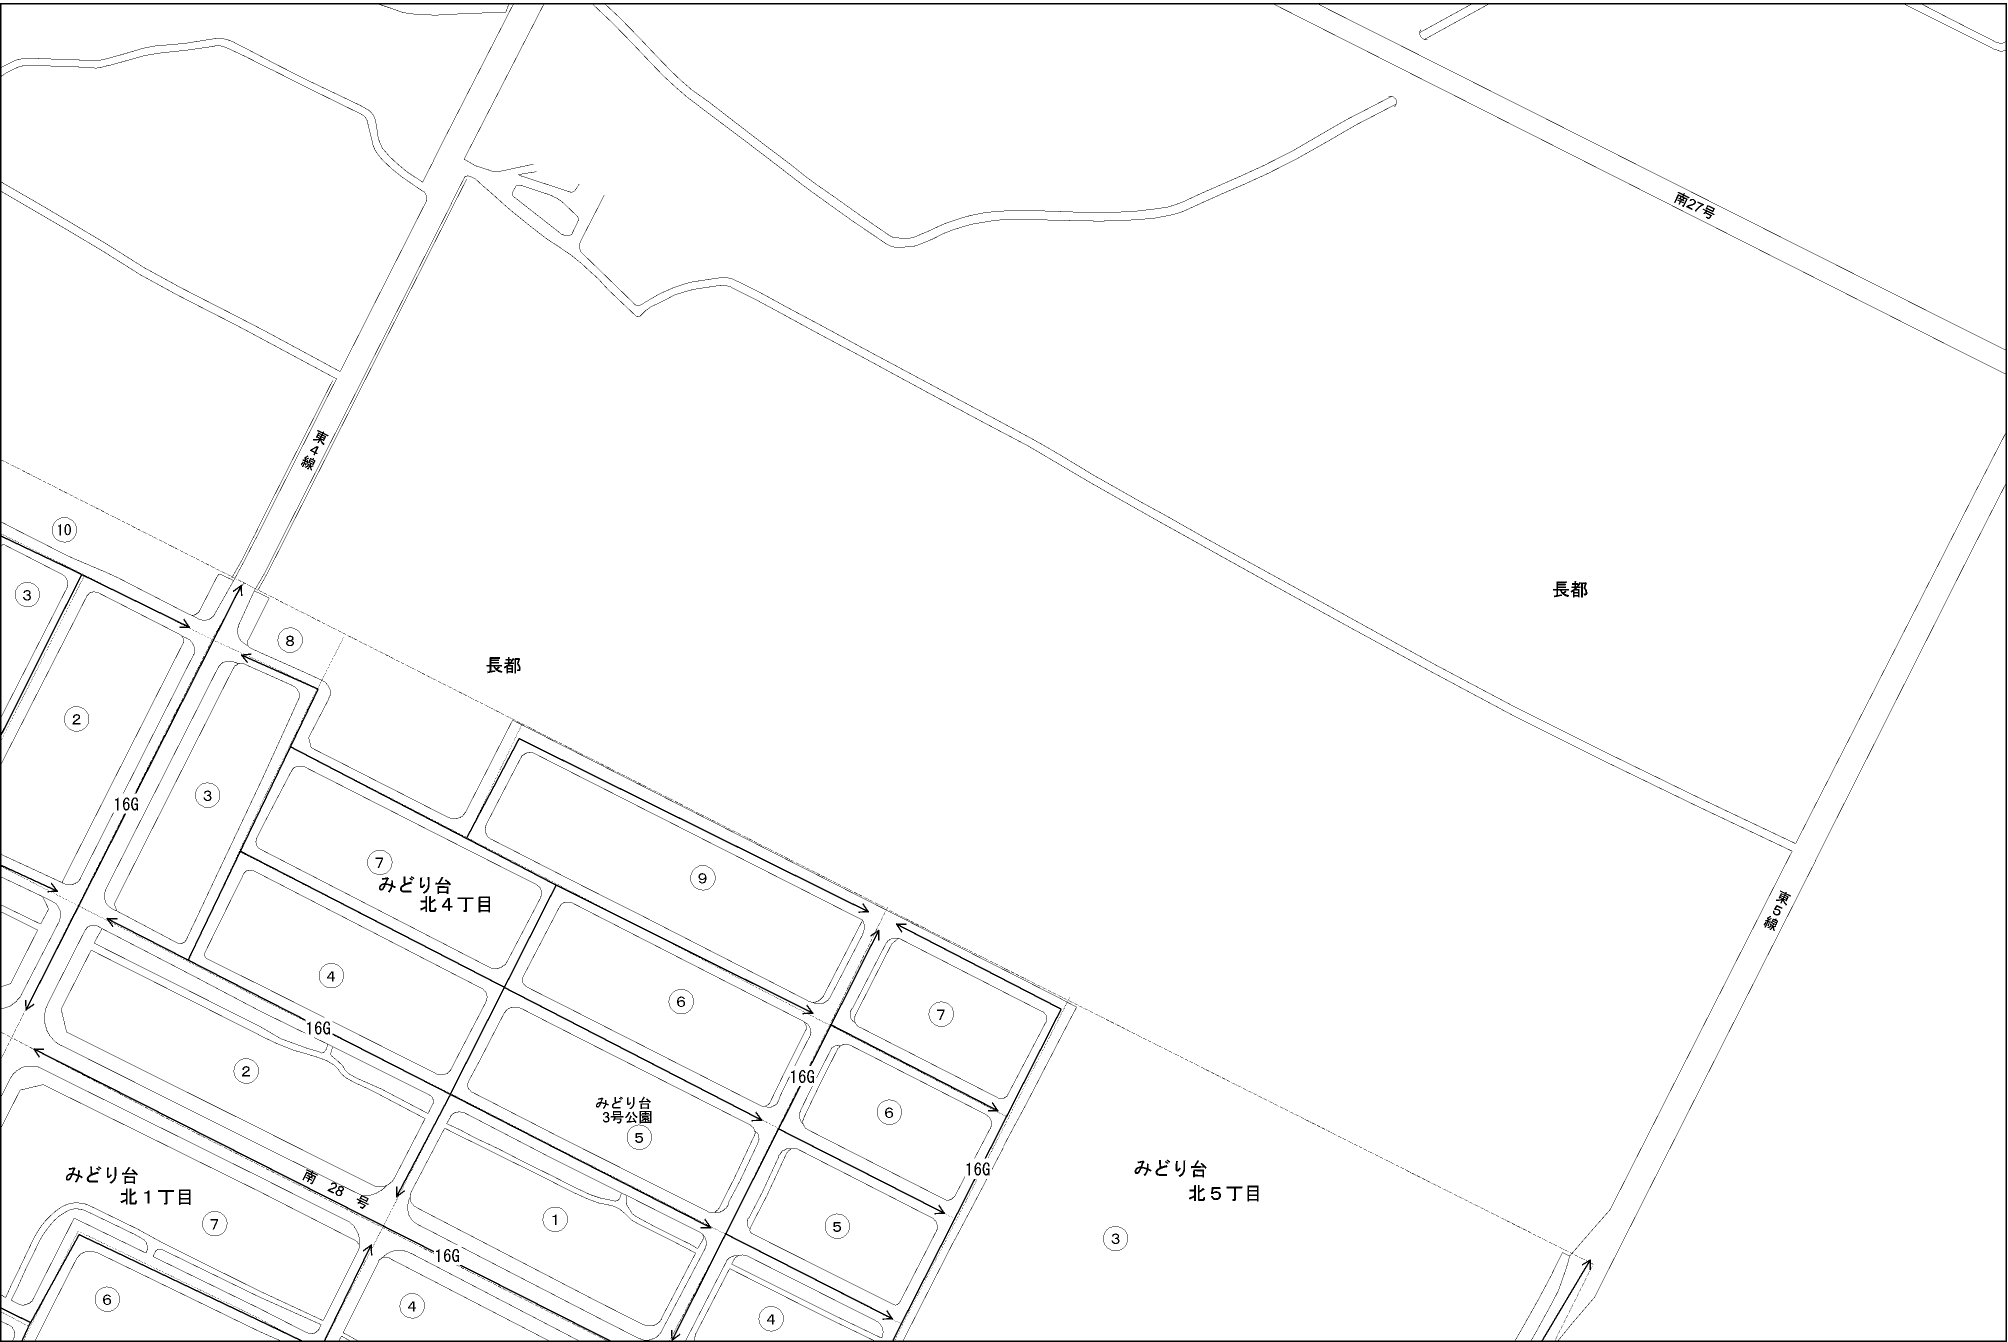 南27号
東4線
⑩
③
長都
⑧
長都
②
16G
③
⑦
みどり台
北4丁目
⑨
東5線
④
⑥
⑦
16G
②
16G
みどり台
3号公園
⑤
⑥
16G
みどり台
北5丁目
みどり台
北1丁目
南 28 号
⑦
①
⑤
③
16G
⑥
④
④